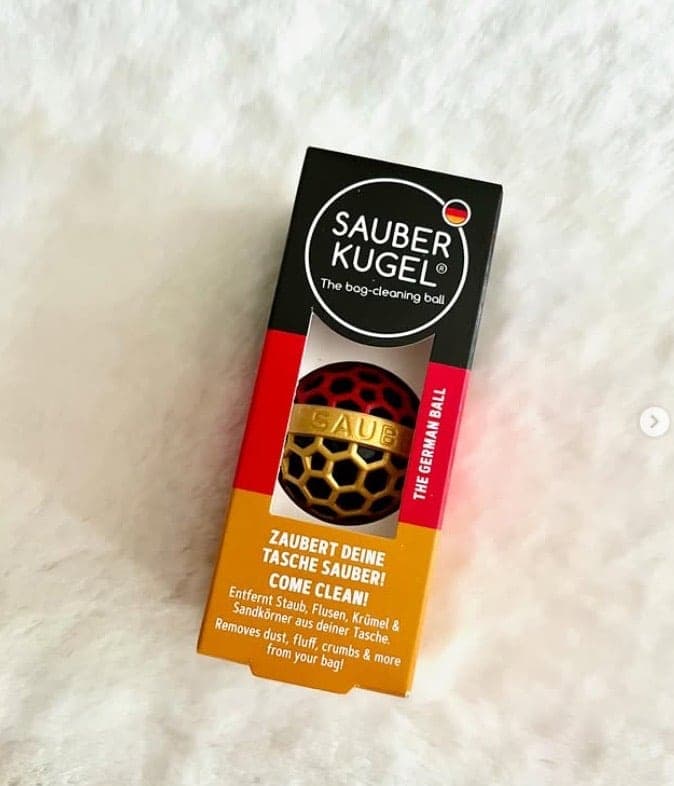 SAUBER
KUGEL®
The bag-cleaning ball
SAUB
THE GERMAN BALL
ZAUBERT DEINE
TASCHE SAUBER!
COME CLEAN!
Entfernt Staub, Flusen, Krümel &
Sandkörner aus deiner Tasche.
Removes dust, fluff, crumbs & more
from your bag!